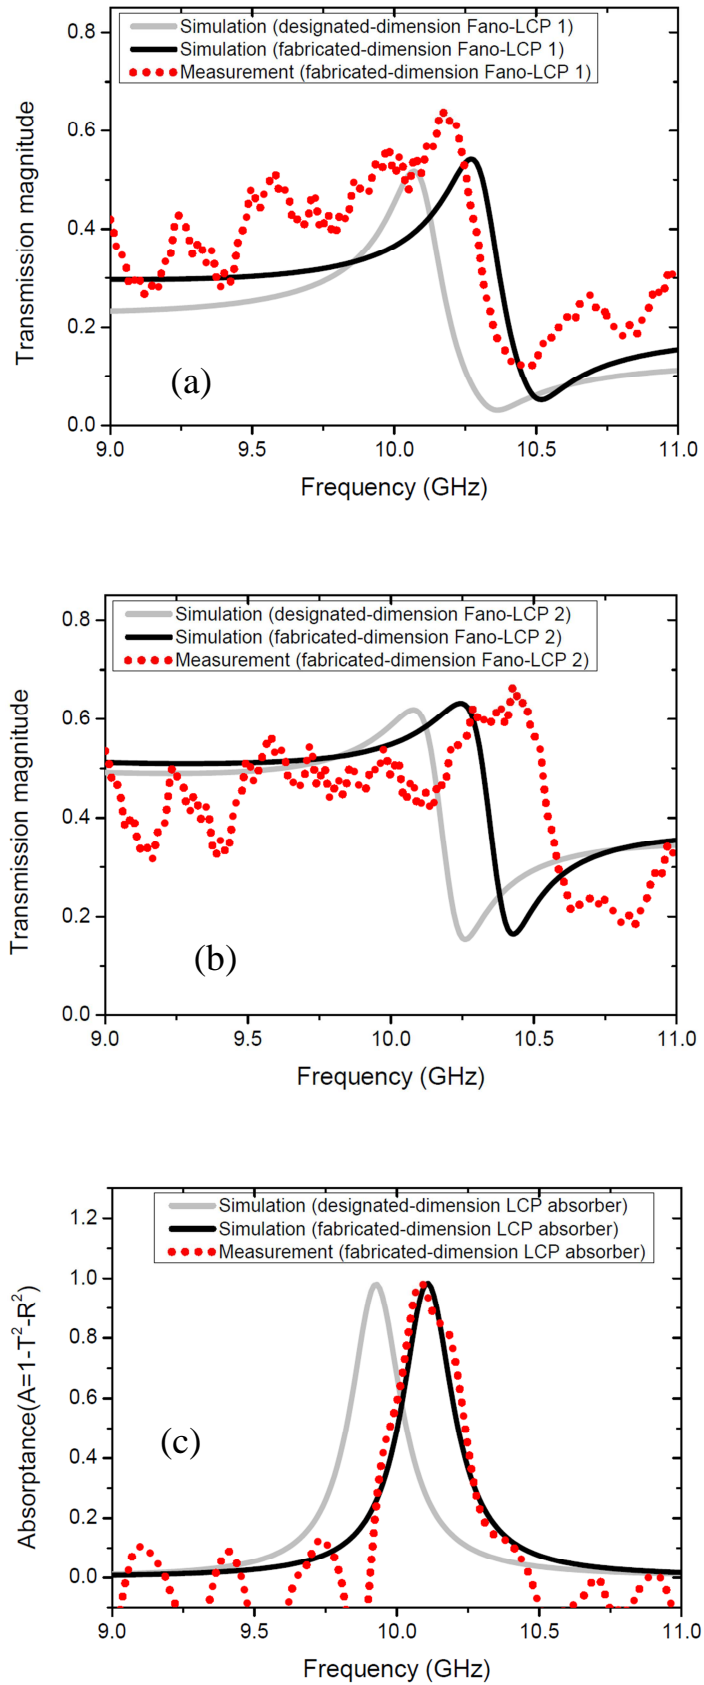 Simulation (designated-dimension Fano-LCP 1)
Simulation (fabricated-dimension Fano-LCP 1)
Measurement (fabricated-dimension Fano-LCP 1)
Transmission magnitude
0.8
0.6
0.4
0.2
0.0
(a)
9.0 9.5 10.0 10.5 11.0
Frequency (GHz)
Simulation (designated-dimension Fano-LCP 2)
Simulation (fabricated-dimension Fano-LCP 2)
Measurement (fabricated-dimension Fano-LCP 2)
Transmission magnitude
0.8
0.6
0.4
0.2
0.0
(b)
9.0 9.5 10.0 10.5 11.0
Frequency (GHz)
Simulation (designated-dimension LCP absorber)
Simulation (fabricated-dimension LCP absorber)
Measurement (fabricated-dimension LCP absorber)
Absorptance(A=1-T²-R²)
1.2
1.0
0.8
0.6
0.4
0.2
0.0
(c)
9.0 9.5 10.0 10.5 11.0
Frequency (GHz)